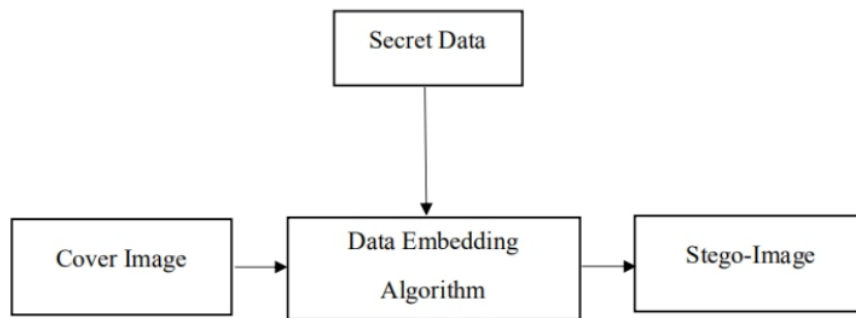 Secret Data
Cover Image
Data Embedding
Algorithm
Stego-Image